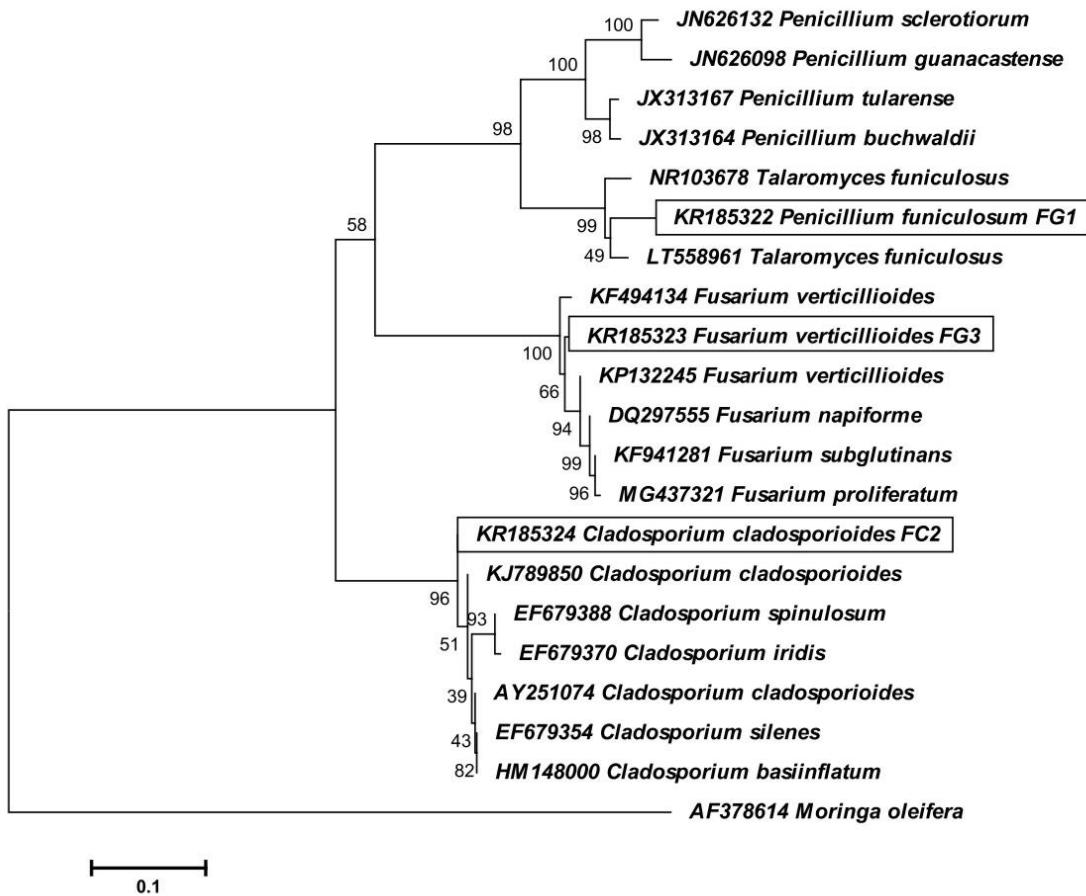 JN626132 Penicillium sclerotiorum
100
JN626098 Penicillium guanacastense
100
JX313167 Penicillium tularense
98
98
JX313164 Penicillium buchwaldii
NR103678 Talaromyces funiculosus
58
99
KR185322 Penicillium funiculosum FG1
49
LT558961 Talaromyces funiculosus
KF494134 Fusarium verticillioides
KR185323 Fusarium verticillioides FG3
100
KP132245 Fusarium verticillioides
66
DQ297555 Fusarium napiforme
94
KF941281 Fusarium subglutinans
99
MG437321 Fusarium proliferatum
96
KR185324 Cladosporium cladosporioides FC2
KJ789850 Cladosporium cladosporioides
96
EF679388 Cladosporium spinulosum
93
51
EF679370 Cladosporium iridis
AY251074 Cladosporium cladosporioides
39
EF679354 Cladosporium silenes
43
HM148000 Cladosporium basiinflatum
82
AF378614 Moringa oleifera
0.1